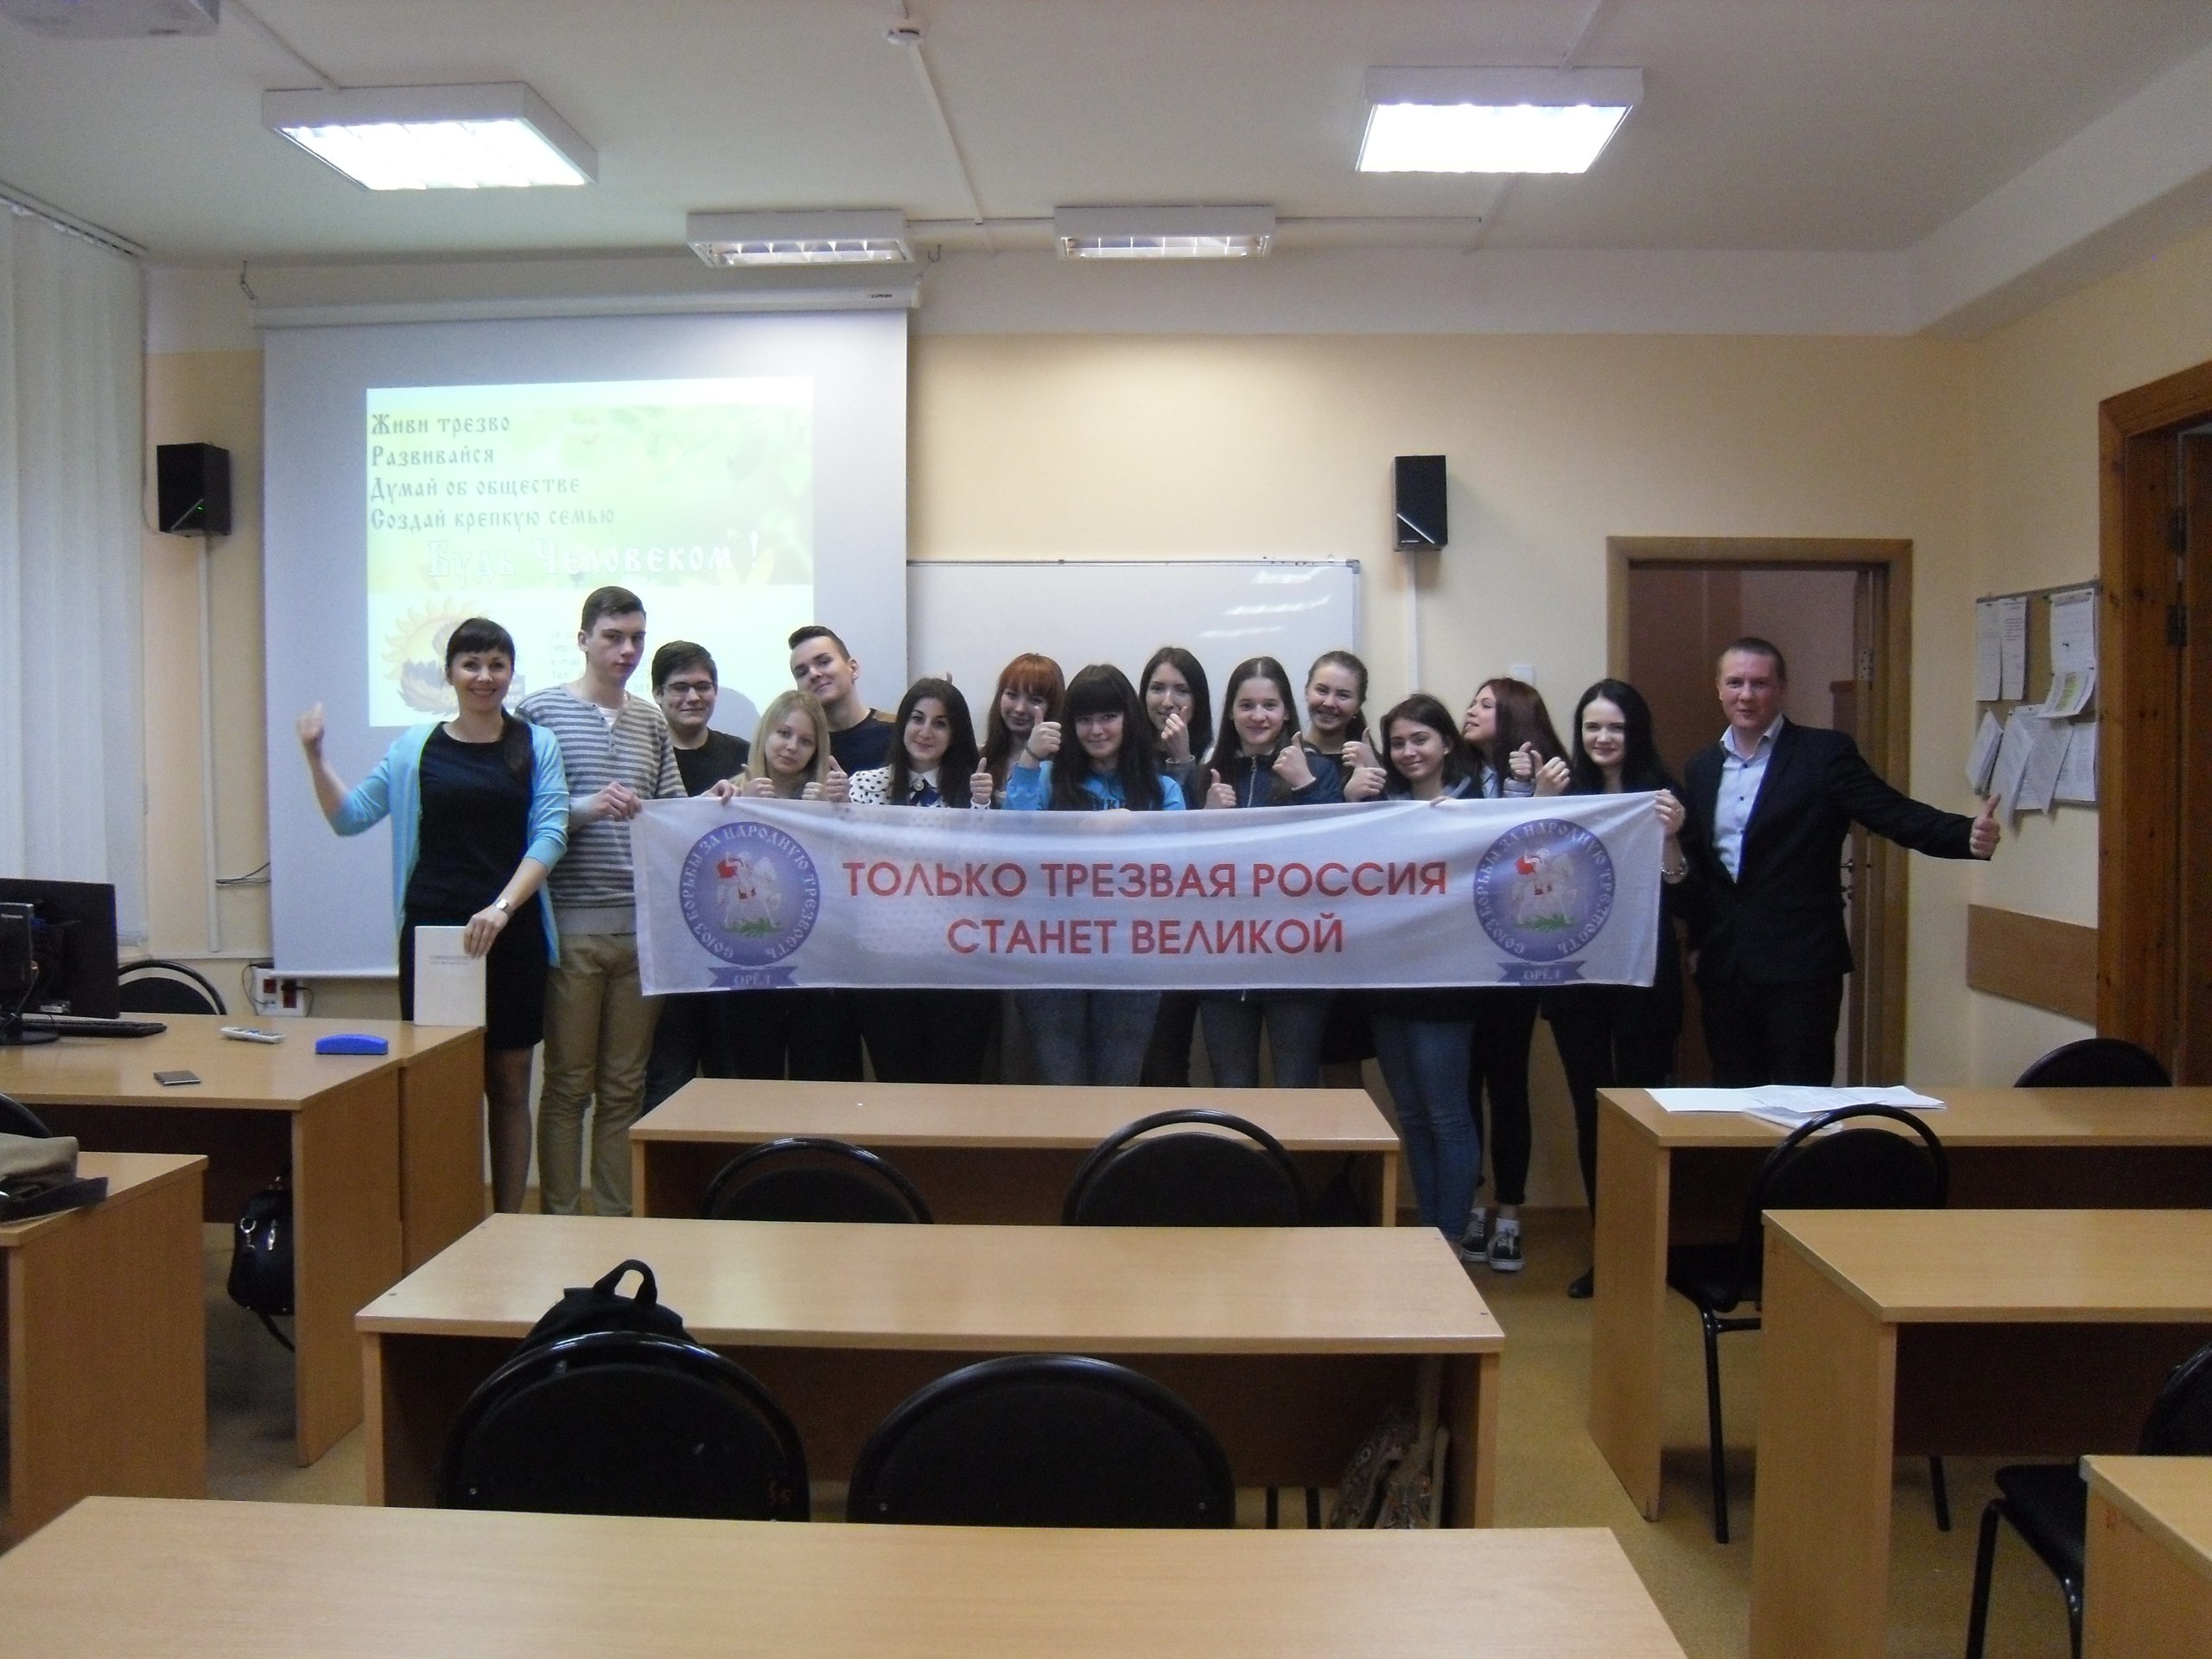 Живи трезво
Развивайся
Думай об обществе
Создай крепкую семью
Будь Человеком!
СОЮЗ БОРЬБЫ ЗА НАРОДНУЮ ТРЕЗВОСТЬ
ОРЁЛ
ТОЛЬКО ТРЕЗВАЯ РОССИЯ
СТАНЕТ ВЕЛИКОЙ
СОЮЗ БОРЬБЫ ЗА НАРОДНУЮ ТРЕЗВОСТЬ
ОРЁЛ